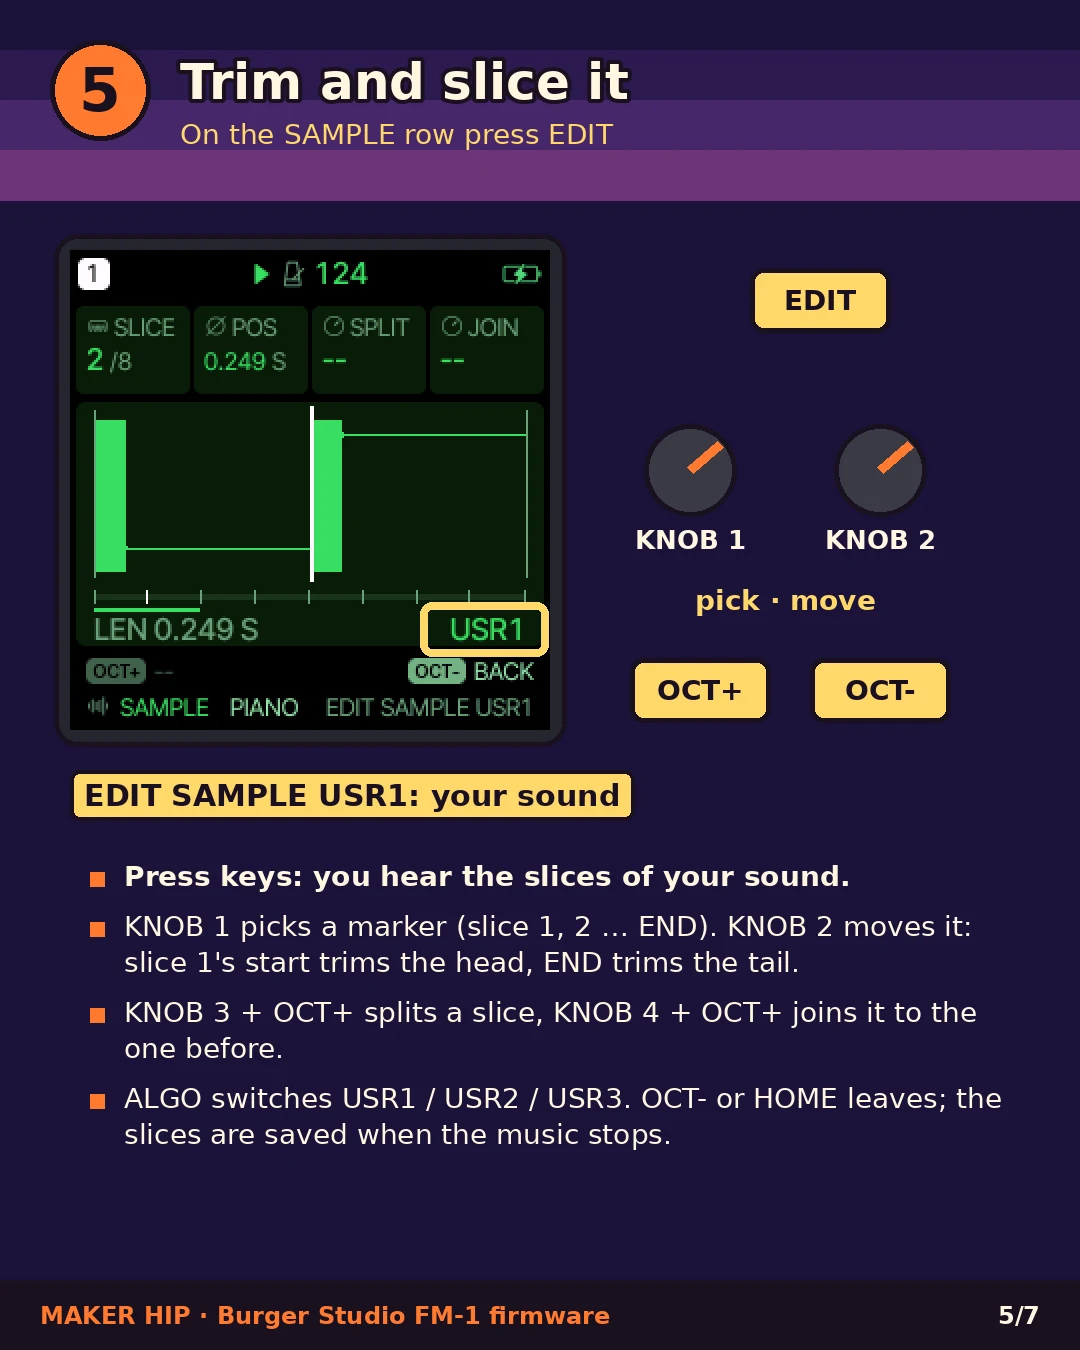 5
Trim and slice it
On the SAMPLE row press EDIT
1
124
SLICE
2 /8
POS
0.249 S
SPLIT
--
JOIN
--
LEN 0.249 S
USR1
OCT+ --
OCT- BACK
SAMPLE PIANO EDIT SAMPLE USR1
EDIT
KNOB 1
KNOB 2
pick · move
OCT+
OCT-
EDIT SAMPLE USR1: your sound
Press keys: you hear the slices of your sound.
KNOB 1 picks a marker (slice 1, 2 ... END). KNOB 2 moves it:
slice 1's start trims the head, END trims the tail.
KNOB 3 + OCT+ splits a slice, KNOB 4 + OCT+ joins it to the
one before.
ALGO switches USR1 / USR2 / USR3. OCT- or HOME leaves; the
slices are saved when the music stops.
MAKER HIP · Burger Studio FM-1 firmware
5/7